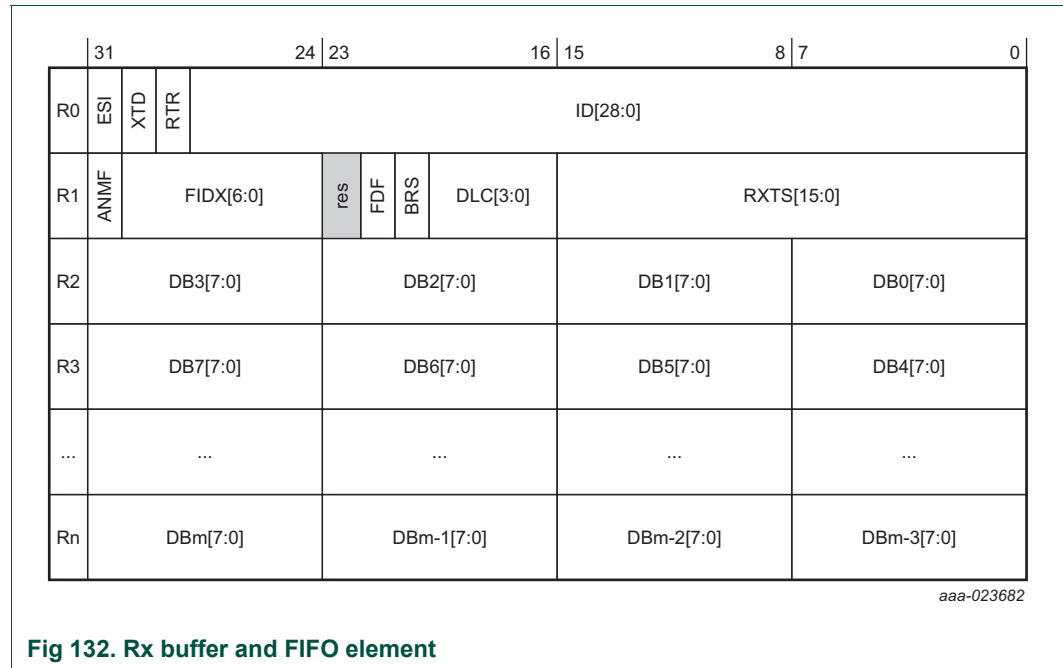 31 24 23 16 15 8 7 0
R0 ESI XTD RTR ID[28:0]
R1 ANMF FIDX[6:0] res FDF BRS DLC[3:0] RXTS[15:0]
R2 DB3[7:0] DB2[7:0] DB1[7:0] DB0[7:0]
R3 DB7[7:0] DB6[7:0] DB5[7:0] DB4[7:0]
... ... ... ... ...
Rn DBm[7:0] DBm-1[7:0] DBm-2[7:0] DBm-3[7:0]
aaa-023682
Fig 132. Rx buffer and FIFO element